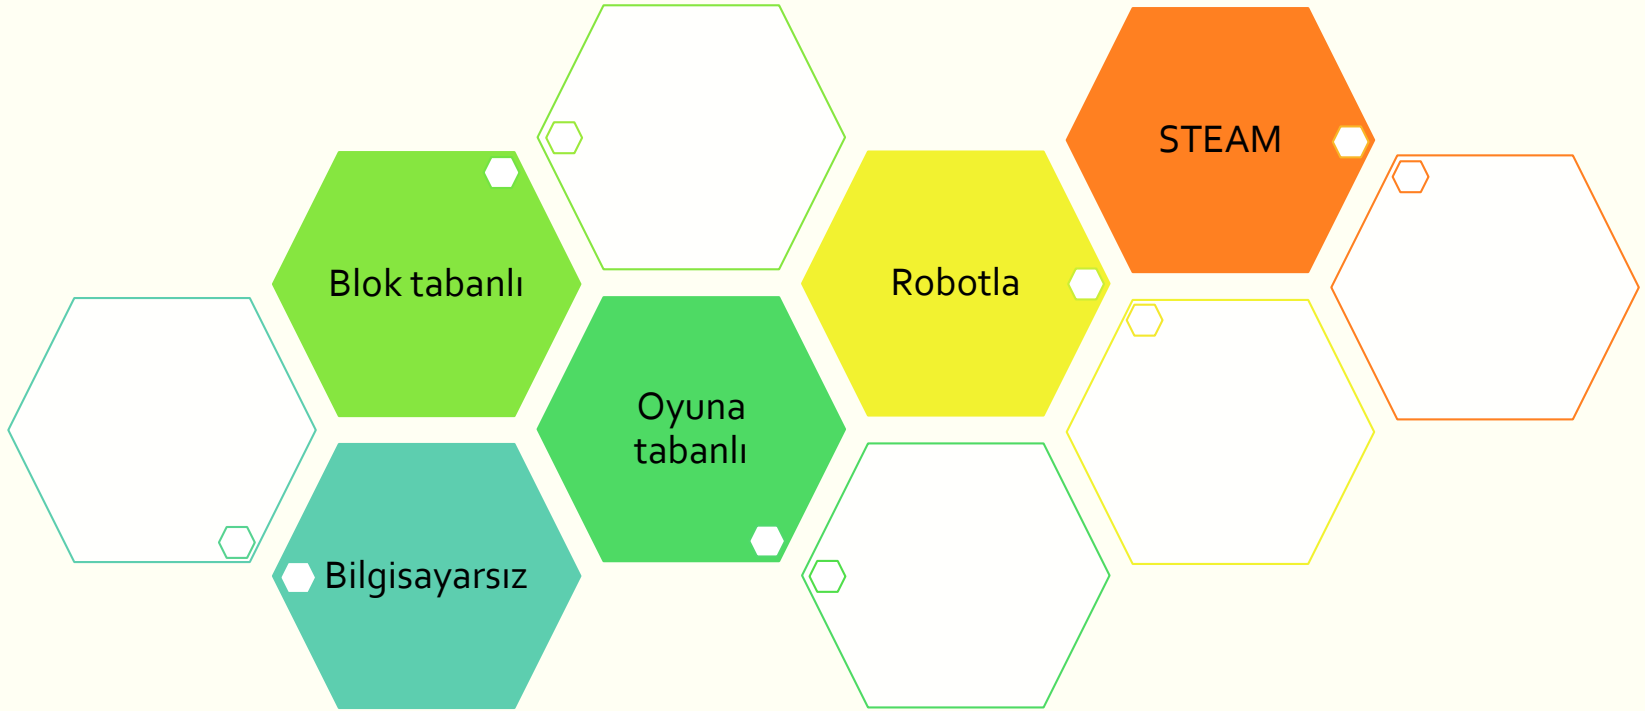 STEAM
Blok tabanlı
Robotla
Oyuna
tabanlı
Bilgisayarsız